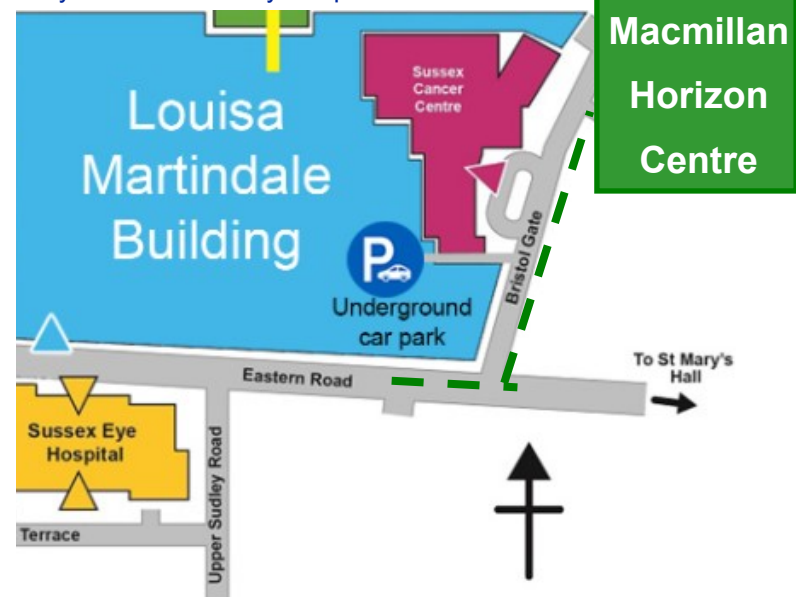 Macmillan
Horizon
Centre
Sussex
Cancer
Centre
Louisa
Martindale
Building
P
Underground
car park
Bristol Gate
Eastern Road
To St Mary's
Hall
Sussex Eye
Hospital
Upper Sudley Road
Terrace